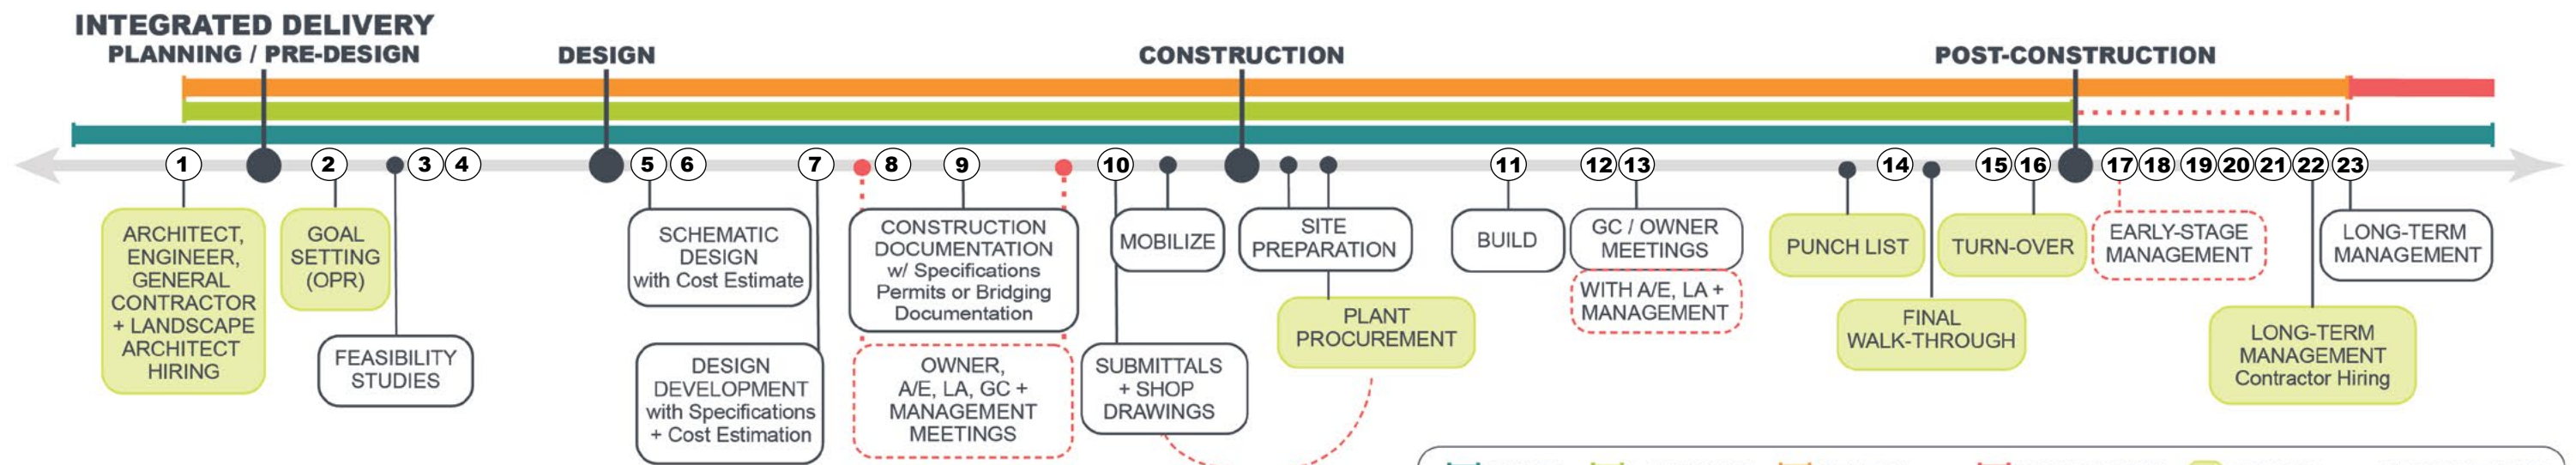 INTEGRATED DELIVERY
PLANNING / PRE-DESIGN
DESIGN
CONSTRUCTION
POST-CONSTRUCTION
1
2
3
4
5
6
7
8
9
10
11
12
13
14
15
16
17
18
19
20
21
22
23
ARCHITECT,
ENGINEER,
GENERAL
CONTRACTOR
+ LANDSCAPE
ARCHITECT
HIRING
GOAL
SETTING
(OPR)
FEASIBILITY
STUDIES
SCHEMATIC
DESIGN
with Cost Estimate
DESIGN
DEVELOPMENT
with Specifications
+ Cost Estimation
CONSTRUCTION
DOCUMENTATION
w/ Specifications
Permits or Bridging
Documentation
OWNER,
A/E, LA, GC +
MANAGEMENT
MEETINGS
MOBILIZE
SUBMITTALS
+ SHOP
DRAWINGS
SITE
PREPARATION
PLANT
PROCUREMENT
BUILD
GC / OWNER
MEETINGS
WITH A/E, LA +
MANAGEMENT
PUNCH LIST
FINAL
WALK-THROUGH
TURN-OVER
EARLY-STAGE
MANAGEMENT
LONG-TERM
MANAGEMENT
Contractor Hiring
LONG-TERM
MANAGEMENT